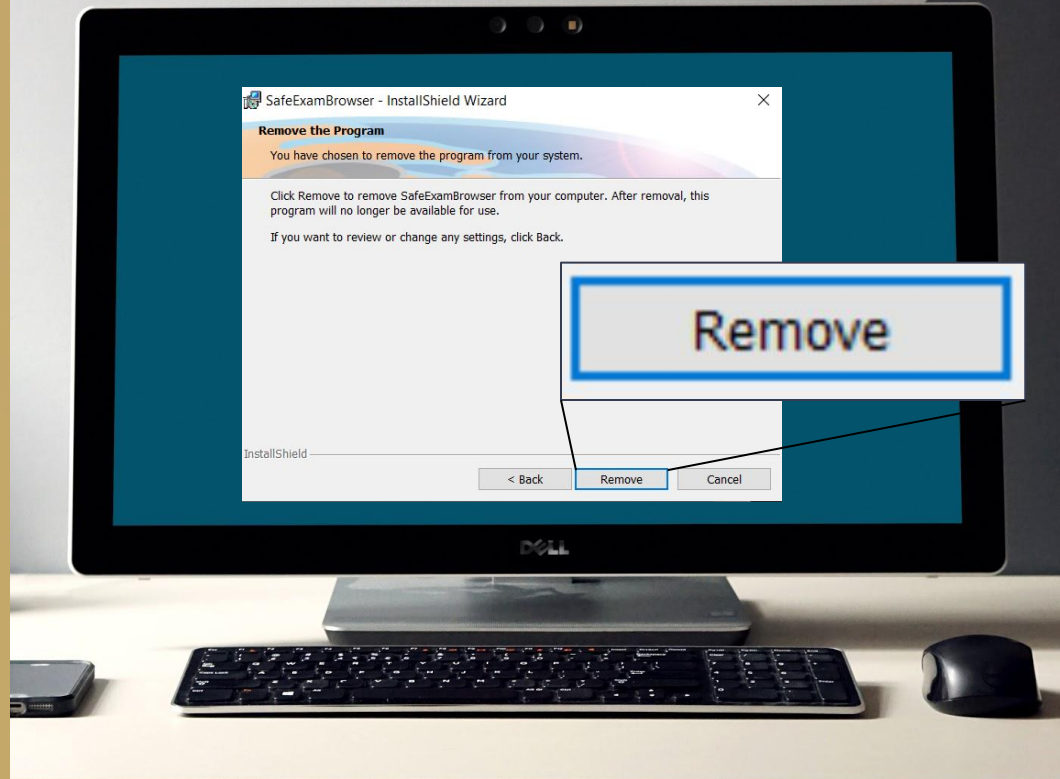 SafeExamBrowser - InstallShield Wizard
Remove the Program
You have chosen to remove the program from your system.
Click Remove to remove SafeExamBrowser from your computer. After removal, this
program will no longer be available for use.
If you want to review or change any settings, click Back.
Remove
InstallShield
< Back
Remove
Cancel
DELL